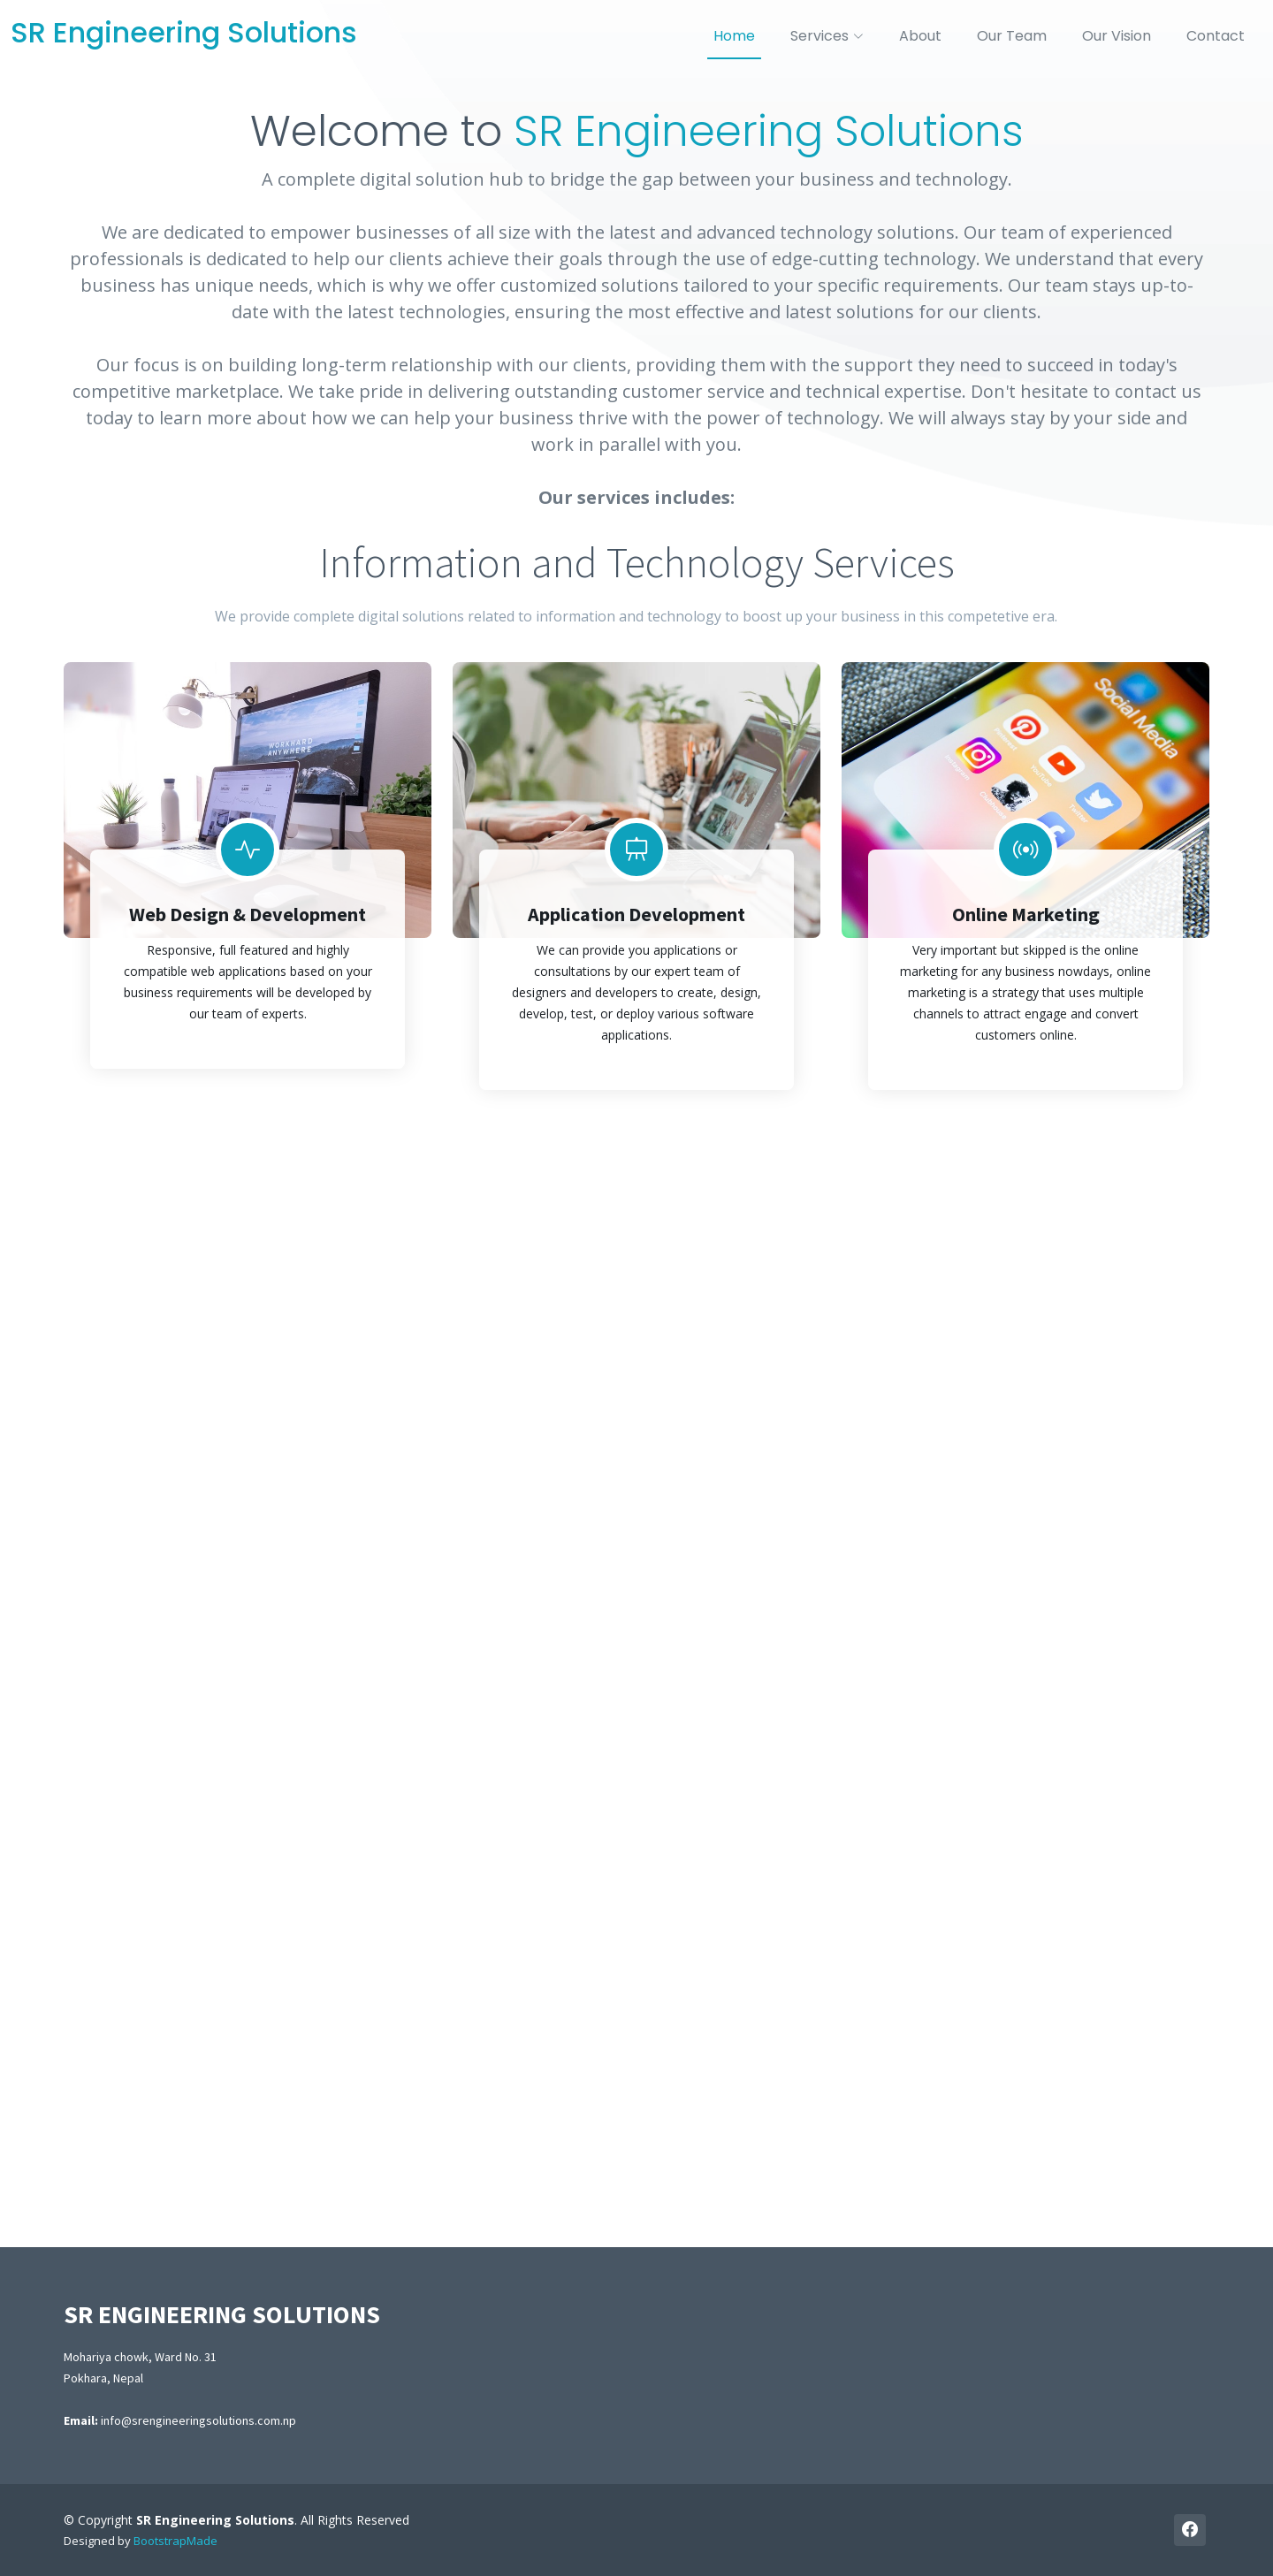 SR Engineering Solutions
Home
Services
About
Our Team
Our Vision
Contact
Welcome to SR Engineering Solutions
A complete digital solution hub to bridge the gap between your business and technology.
We are dedicated to empower businesses of all size with the latest and advanced technology solutions. Our team of experienced
professionals is dedicated to help our clients achieve their goals through the use of edge-cutting technology. We understand that every
business has unique needs, which is why we offer customized solutions tailored to your specific requirements. Our team stays up-to-
date with the latest technologies, ensuring the most effective and latest solutions for our clients.
Our focus is on building long-term relationship with our clients, providing them with the support they need to succeed in today's
competitive marketplace. We take pride in delivering outstanding customer service and technical expertise. Don't hesitate to contact us
today to learn more about how we can help your business thrive with the power of technology. We will always stay by your side and
work in parallel with you.
Our services includes:
Information and Technology Services
We provide complete digital solutions related to information and technology to boost up your business in this competetive era.
WORKHARD
ANYWHERE
Web Design & Development
Responsive, full featured and highly
compatible web applications based on your
business requirements will be developed by
our team of experts.
Application Development
We can provide you applications or
consultations by our expert team of
designers and developers to create, design,
develop, test, or deploy various software
applications.
Social Media
Pinterest
Instagram
YouTube
Clubhouse
Twitter
Online Marketing
Very important but skipped is the online
marketing for any business nowdays, online
marketing is a strategy that uses multiple
channels to attract engage and convert
customers online.
SR ENGINEERING SOLUTIONS
Mohariya chowk, Ward No. 31
Pokhara, Nepal
Email: info@srengineeringsolutions.com.np
© Copyright SR Engineering Solutions. All Rights Reserved
Designed by BootstrapMade